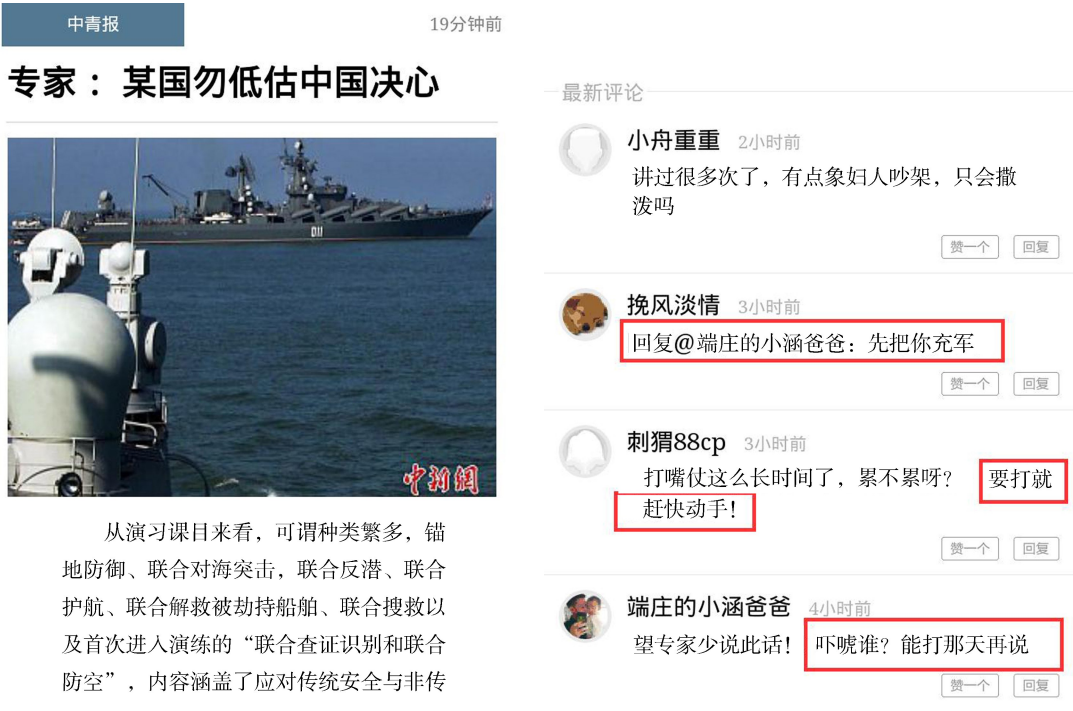 中青报
19分钟前
专家：某国勿低估中国决心
011
中新網
从演习课目来看，可谓种类繁多，锚
地防御、联合对海突击，联合反潜、联合
护航、联合解救被劫持船舶、联合搜救以
及首次进入演练的“联合查证识别和联合
防空”，内容涵盖了应对传统安全与非传
最新评论
小舟重重 2小时前
讲过很多次了，有点象妇人吵架，只会撒
泼吗
赞一个 回复
挽风淡情 3小时前
回复@端庄的小涵爸爸：先把你充军
赞一个 回复
刺猬88cp 3小时前
打嘴仗这么长时间了，累不累呀？ 要打就
赶快动手！
赞一个 回复
端庄的小涵爸爸 4小时前
望专家少说此话！ 吓唬谁？能打那天再说
赞一个 回复